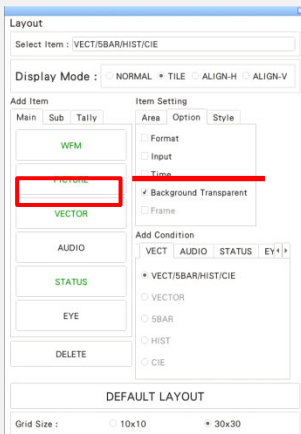 Layout
Select Item : VECT/5BAR/HIST/CIE
Display Mode : NORMAL TILE ALIGN-H ALIGN-V
Add Item
Main Sub Tally
WFM
PICTURE
VECTOR
AUDIO
STATUS
EYE
DELETE
Item Setting
Area Option Style
Format
Input
Time
Background Transparent
Frame
Add Condition
VECT AUDIO STATUS EY
VECT/5BAR/HIST/CIE
VECTOR
5BAR
HIST
CIE
DEFAULT LAYOUT
Grid Size : 10x10 30x30